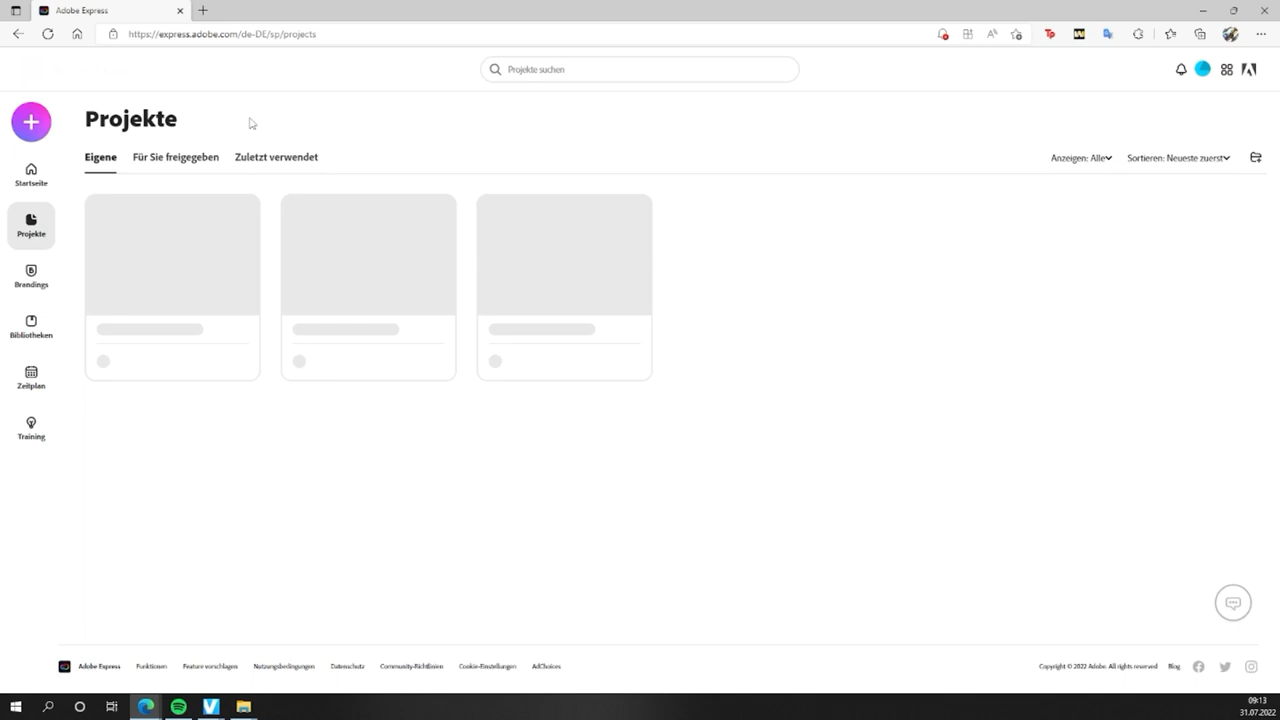 Adobe Express
https://express.adobe.com/de-DE/sp/projects
Projekte suchen
Projekte
Eigene
Für Sie freigegeben
Zuletzt verwendet
Anzeigen: Alle
Sortieren: Neueste zuerst
Startseite
Projekte
Brandings
Bibliotheken
Zeitplan
Training
Adobe Express
Funktionen
Feature vorschlagen
Nutzungsbedingungen
Datenschutz
Community-Richtlinien
Cookie-Einstellungen
AdChoices
Copyright © 2022 Adobe. All rights reserved
Blog
09:13
31.07.2022